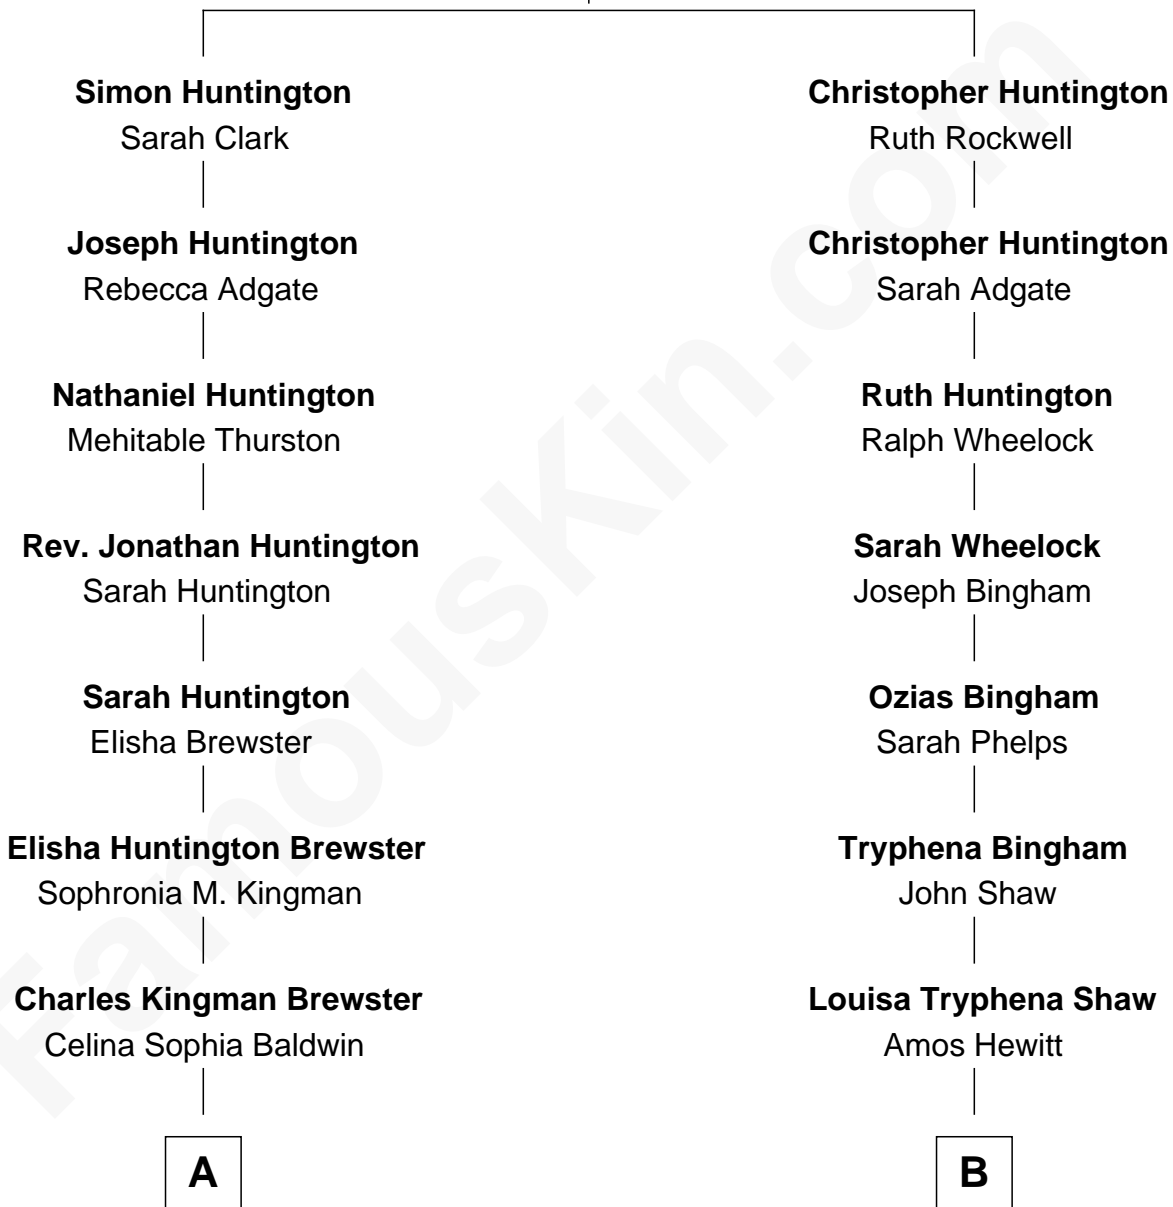 Simon Huntington
Sarah Clark
Joseph Huntington
Rebecca Adgate
Nathaniel Huntington
Mehitable Thurston
Rev. Jonathan Huntington
Sarah Huntington
Sarah Huntington
Elisha Brewster
Elisha Huntington Brewster
Sophronia M. Kingman
Charles Kingman Brewster
Celina Sophia Baldwin
A
Christopher Huntington
Ruth Rockwell
Christopher Huntington
Sarah Adgate
Ruth Huntington
Ralph Wheelock
Sarah Wheelock
Joseph Bingham
Ozias Bingham
Sarah Phelps
Tryphena Bingham
John Shaw
Louisa Tryphena Shaw
Amos Hewitt
B
FamousKin.com